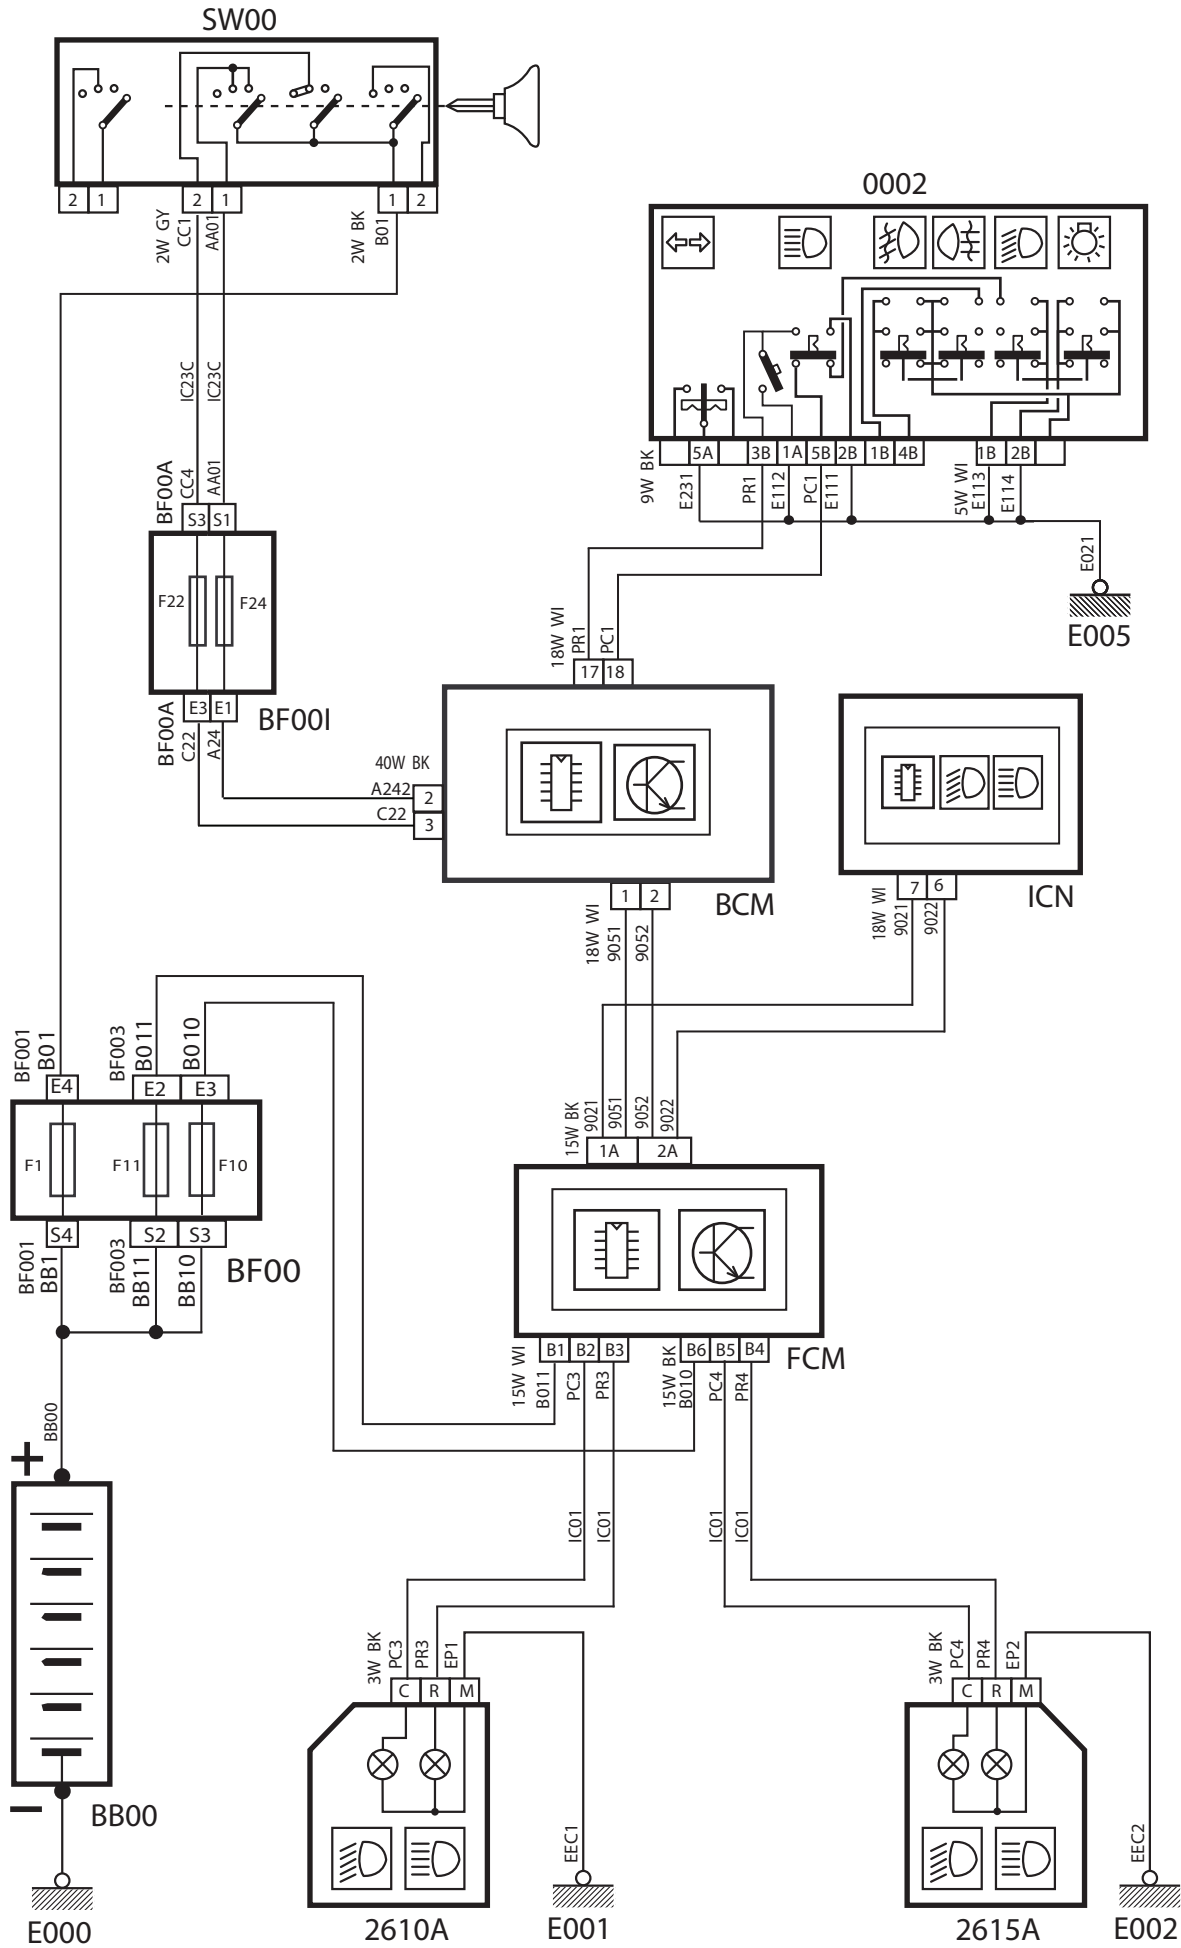 SW00
2 1 2 1 1 2
2W GY
CC1
AA01
2W BK
B01
0002
5A 3B 1A 5B 2B 1B 4B 1B 2B
9W BK
E231
PR1
E112
PC1
E111
5W WI
E113
E114
E021
E005
IC23C
IC23C
BF00A
CC4
AA01
S3 S1
F22
F24
E3 E1
BF00I
BF00A
C22
A24
18W WI
PR1
PC1
17 18
40W BK
A242
2
C22
3
1 2
BCM
18W WI
9051
9052
7 6
ICN
18W WI
9021
9022
BF001
B01
BF003
B011
B010
E4 E2 E3
F1
F11
F10
S4 S2 S3
BF001
BB1
BF003
BB11
BB10
BF00
15W BK
9021
9051
9052
9022
1A 2A
B1 B2 B3 B6 B5 B4
FCM
15W WI
B011
PC3
PR3
15W BK
B010
PC4
PR4
BB00
+
IC01
IC01
IC01
IC01
3W BK
PC3
PR3
EP1
C R M
3W BK
PC4
PR4
EP2
C R M
–
BB00
EEC1
EEC2
E000
2610A
E001
2615A
E002